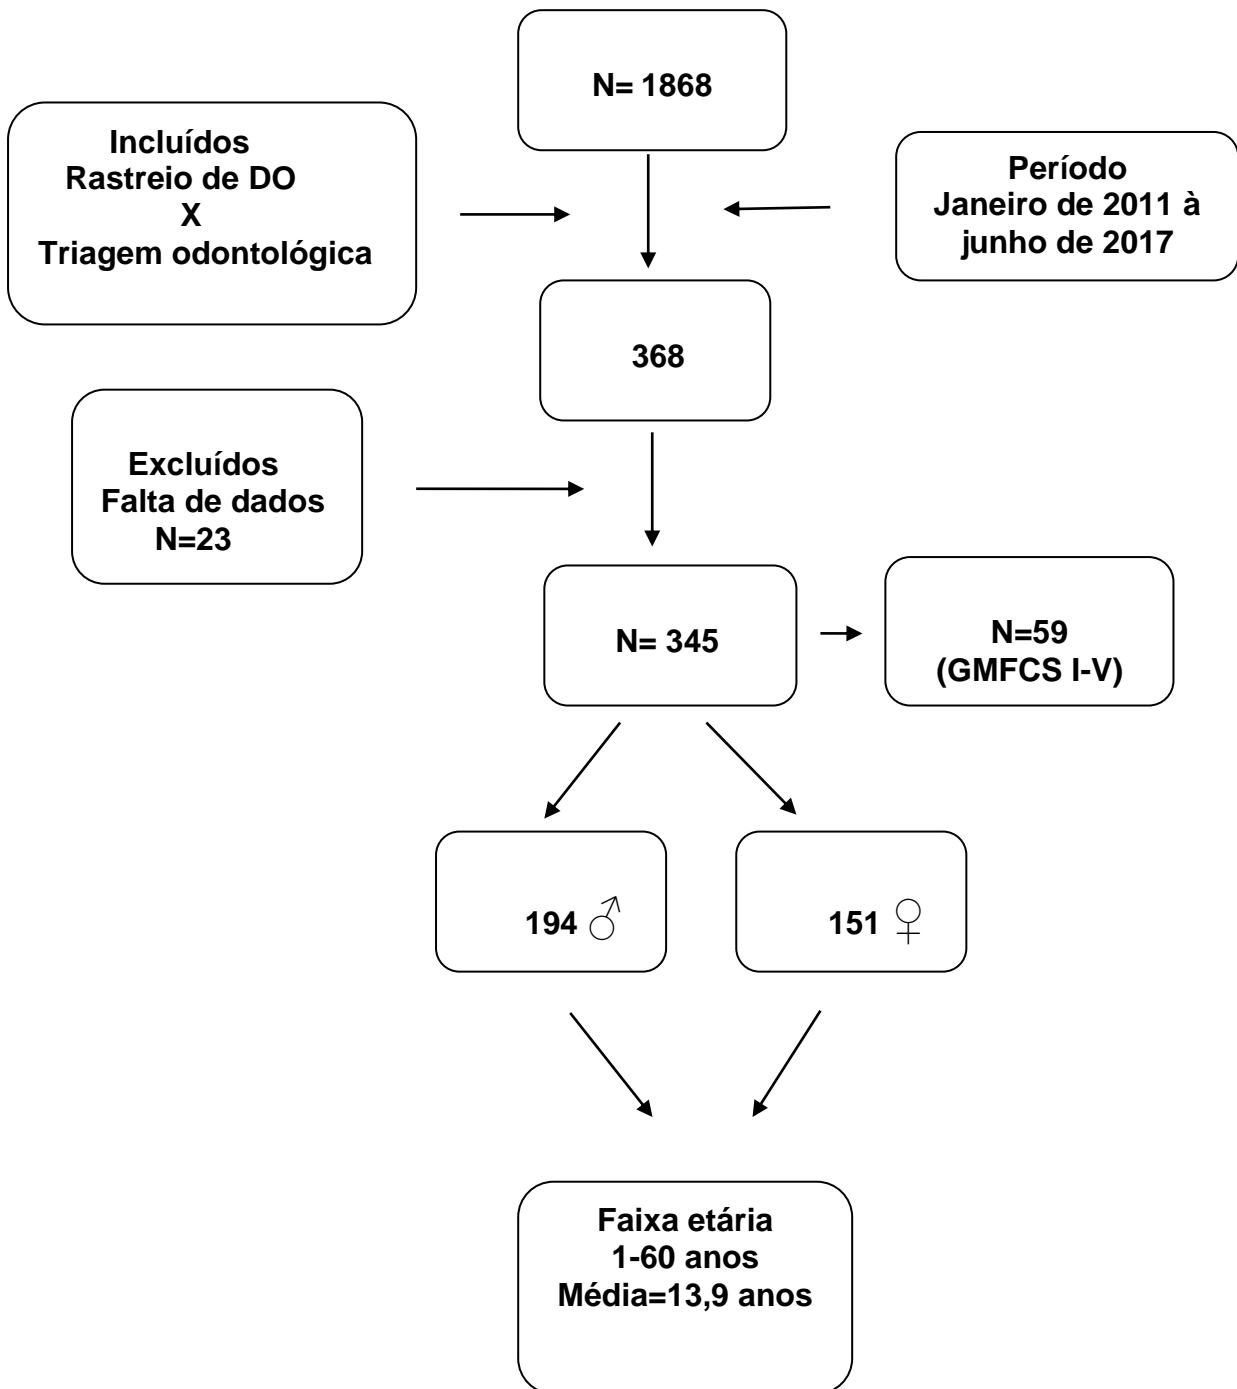 N= 1868
Incluídos
Rastreio de DO
X
Triagem odontológica
Período
Janeiro de 2011 à
junho de 2017
368
Excluídos
Falta de dados
N=23
N= 345
N=59
(GMFCS I-V)
194 ♂
151 ♀
Faixa etária
1-60 anos
Média=13,9 anos